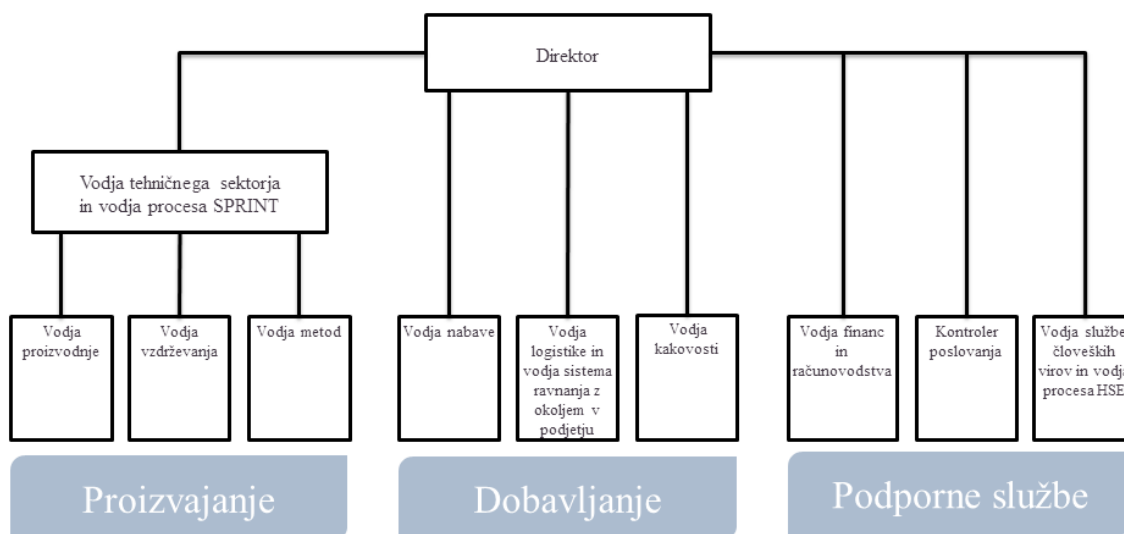 Direktor
Vodja tehničnega sektorja
in vodja procesa SPRINT
Vodja
proizvodnje
Vodja
vzdrževanja
Vodja metod
Vodja nabave
Vodja
logistike in
vodja sistema
ravnanja z
okoljem v
podjetju
Vodja
kakovosti
Vodja financ
in
računovodstva
Kontroler
poslovanja
Vodja službe
človeških
virov in vodja
procesa HSE
Proizvajanje
Dobavljanje
Podporne službe